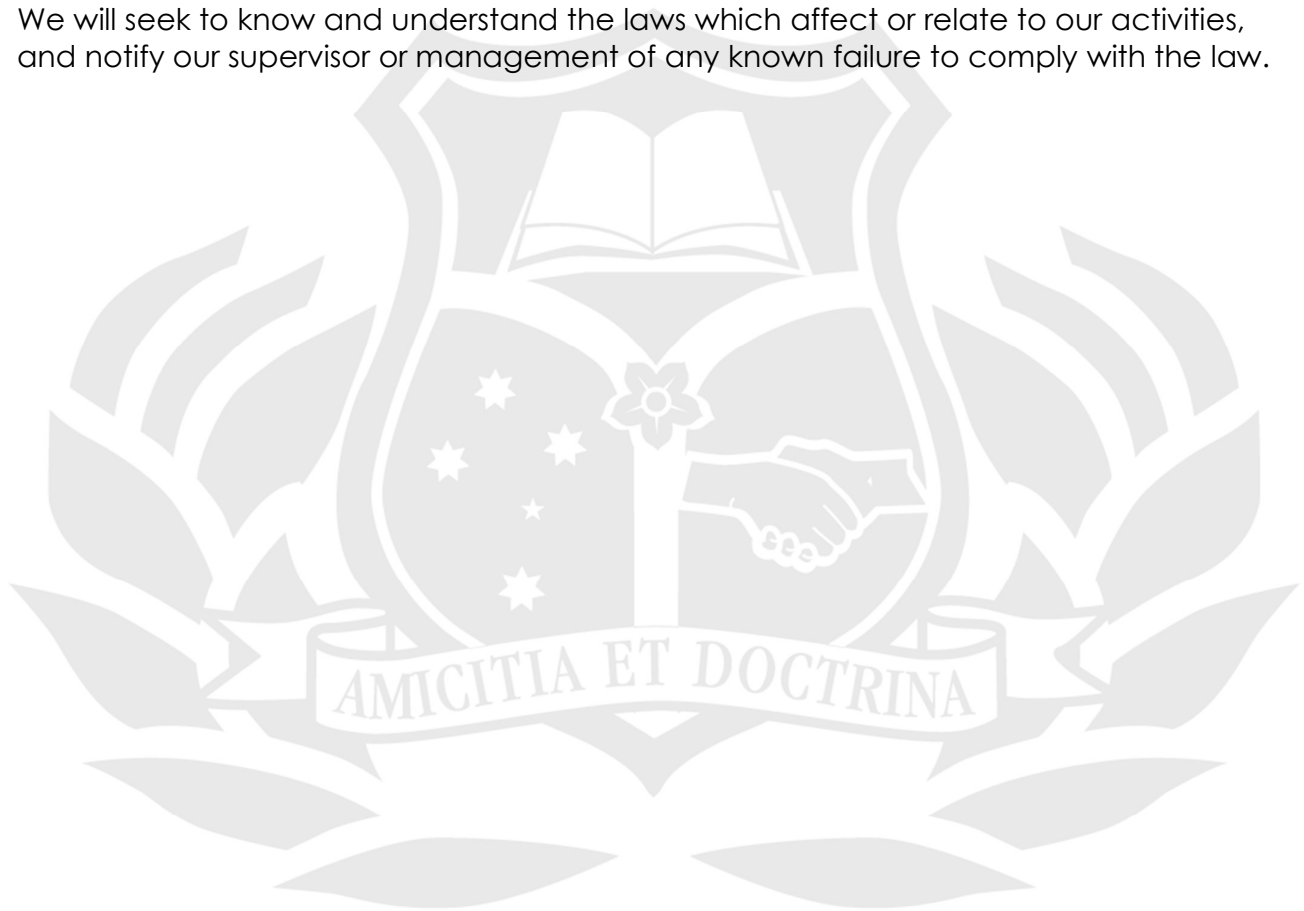 We will seek to know and understand the laws which affect or relate to our activities,
and notify our supervisor or management of any known failure to comply with the law.
AMICITIA ET DOCTRINA